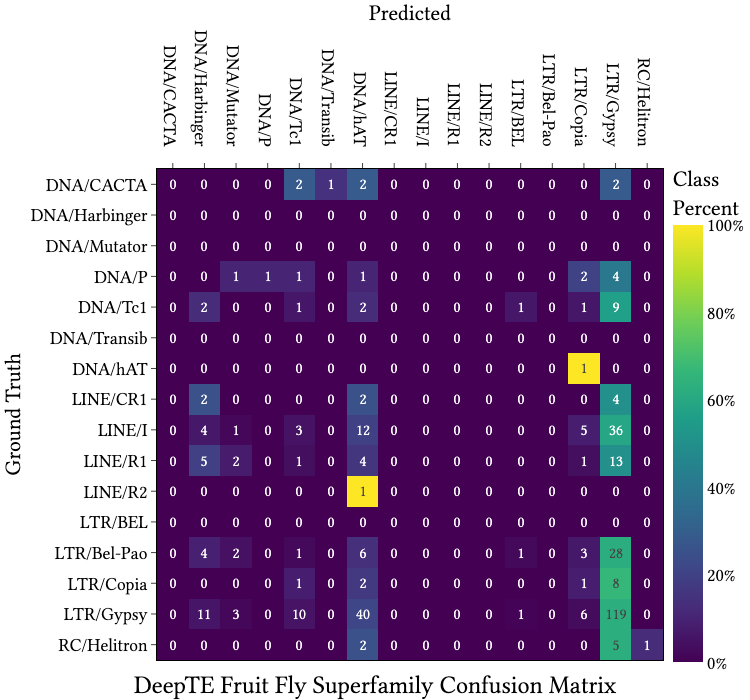 Predicted
DNA/CACTA
DNA/Harbinger
DNA/Mutator
DNA/P
DNA/Tc1
DNA/Transib
DNA/hAT
LINE/CR1
LINE/I
LINE/R1
LINE/R2
LTR/BEL
LTR/Bel-Pao
LTR/Copia
LTR/Gypsy
RC/Helitron
Ground Truth
DNA/CACTA 0 0 0 0 2 1 2 0 0 0 0 0 0 0 2 0
DNA/Harbinger 0 0 0 0 0 0 0 0 0 0 0 0 0 0 0 0
DNA/Mutator 0 0 0 0 0 0 0 0 0 0 0 0 0 0 0 0
DNA/P 0 0 1 1 1 0 1 0 0 0 0 0 0 2 4 0
DNA/Tc1 0 2 0 0 1 0 2 0 0 0 0 1 0 1 9 0
DNA/Transib 0 0 0 0 0 0 0 0 0 0 0 0 0 0 0 0
DNA/hAT 0 0 0 0 0 0 0 0 0 0 0 0 0 1 0 0
LINE/CR1 0 2 0 0 0 0 2 0 0 0 0 0 0 0 4 0
LINE/I 0 4 1 0 3 0 12 0 0 0 0 0 0 5 36 0
LINE/R1 0 5 2 0 1 0 4 0 0 0 0 0 0 1 13 0
LINE/R2 0 0 0 0 0 0 1 0 0 0 0 0 0 0 0 0
LTR/BEL 0 0 0 0 0 0 0 0 0 0 0 0 0 0 0 0
LTR/Bel-Pao 0 4 2 0 1 0 6 0 0 0 0 1 0 3 28 0
LTR/Copia 0 0 0 0 1 0 2 0 0 0 0 0 0 1 8 0
LTR/Gypsy 0 11 3 0 10 0 40 0 0 0 0 1 0 6 119 0
RC/Helitron 0 0 0 0 0 0 2 0 0 0 0 0 0 0 5 1
Class
Percent
100%
80%
60%
40%
20%
0%
DeepTE Fruit Fly Superfamily Confusion Matrix